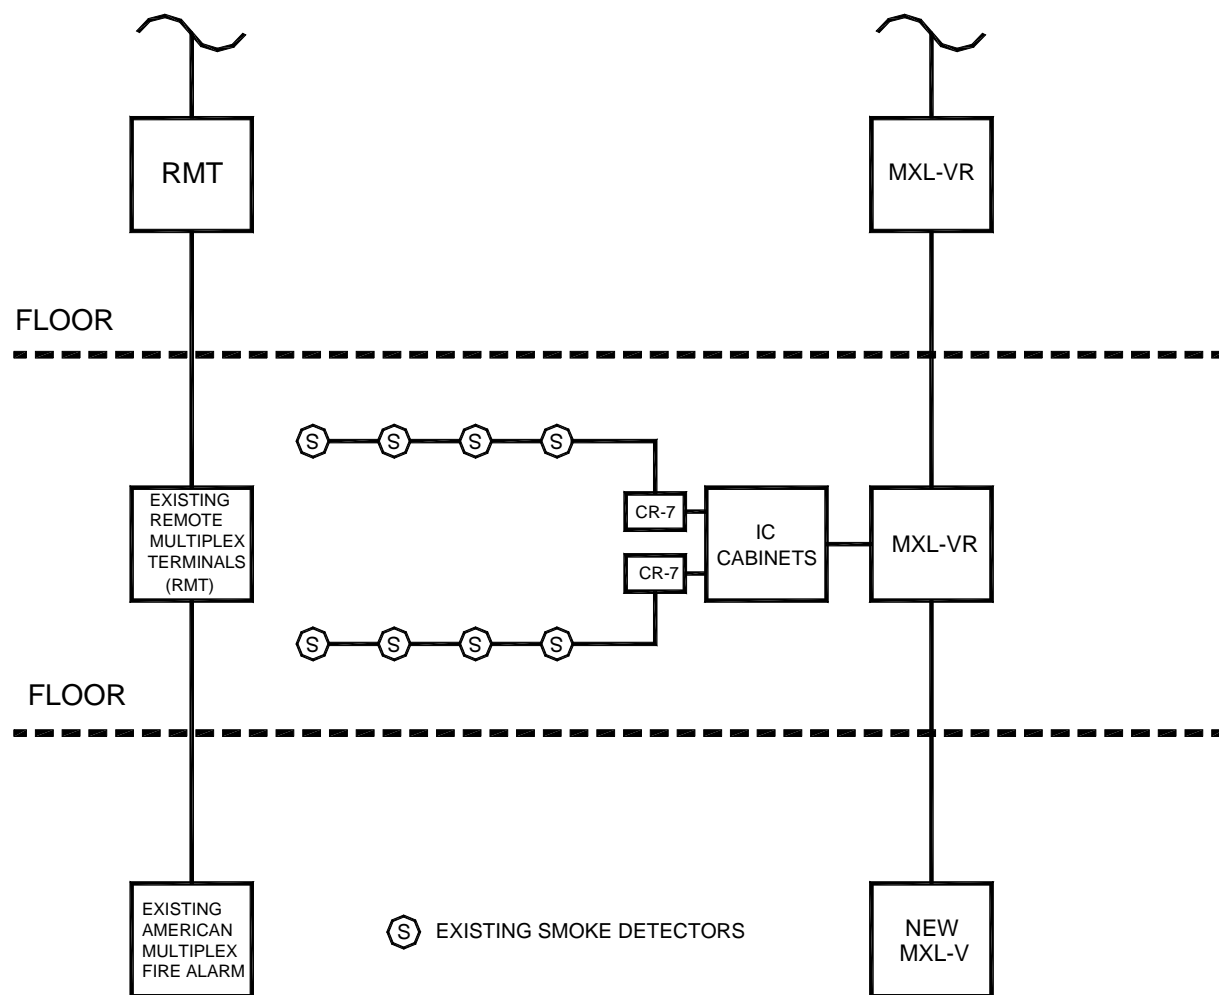 RMT
MXL-VR
FLOOR
S
S
S
S
CR-7
EXISTING
REMOTE
MULTIPLEX
TERMINALS
(RMT)
IC
CABINETS
MXL-VR
CR-7
S
S
S
S
FLOOR
EXISTING
AMERICAN
MULTIPLEX
FIRE ALARM
S EXISTING SMOKE DETECTORS
NEW
MXL-V